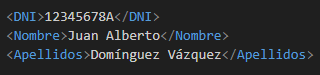 <DNI>12345678A</DNI>
<Nombre>Juan Alberto</Nombre>
<Apellidos>Domínguez Vázquez</Apellidos>